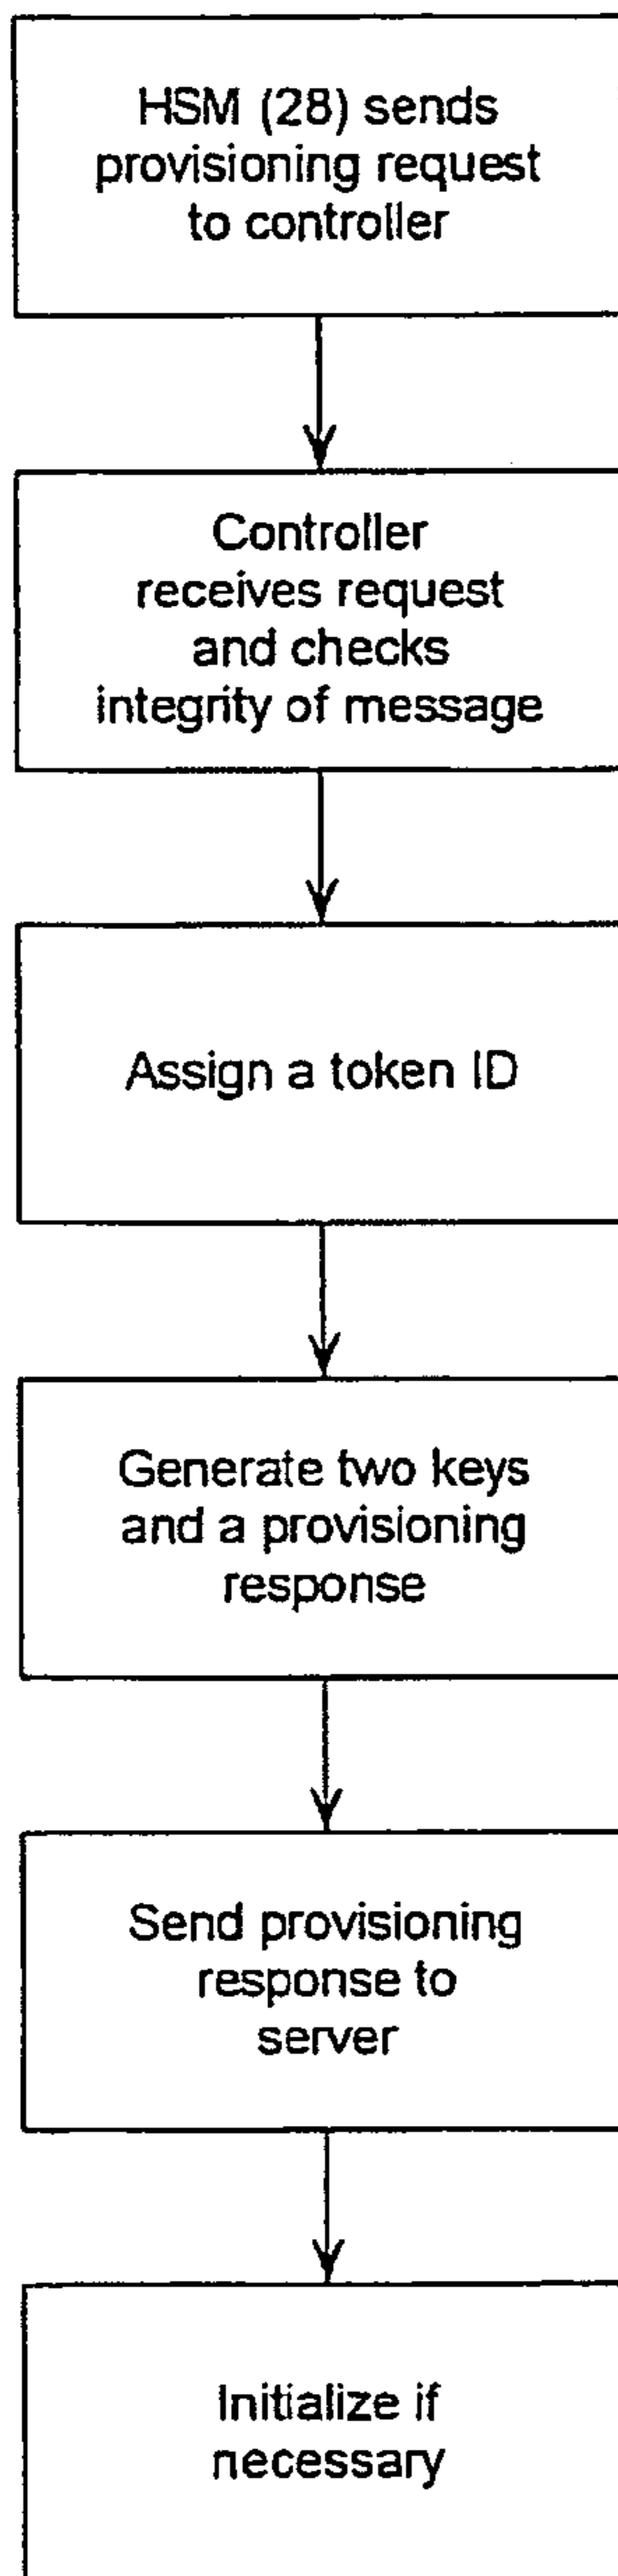 HSM (28) sends
provisioning request
to controller
Controller
receives request
and checks
integrity of message
Assign a token ID
Generate two keys
and a provisioning
response
Send provisioning
response to
server
Initialize if
necessary